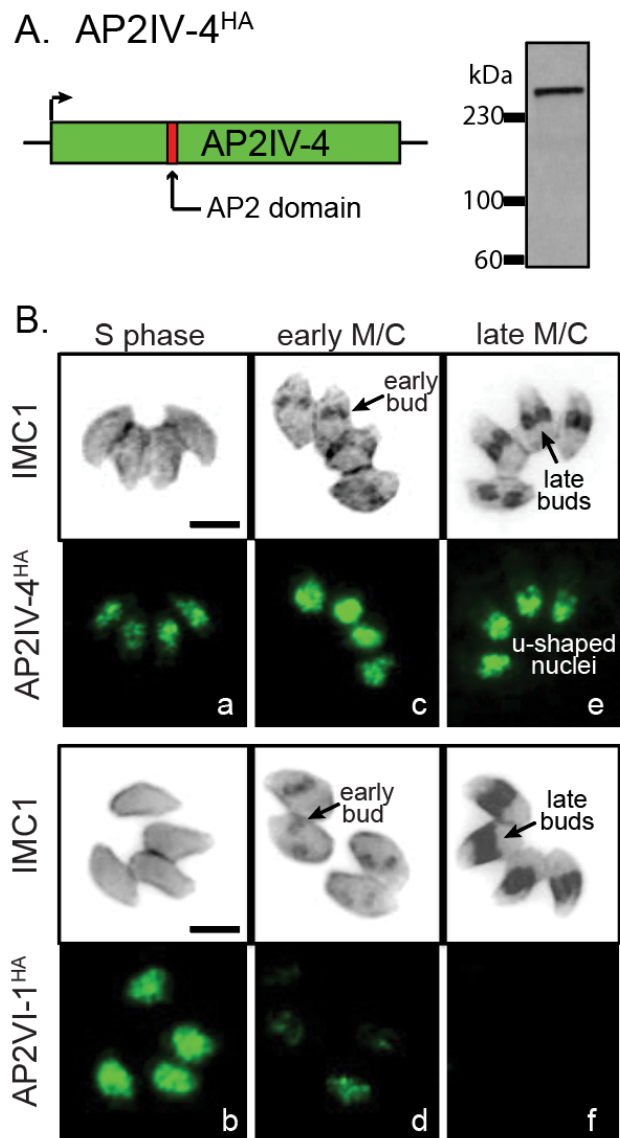 A. AP2IV-4HA
kDa
230
100
60
AP2IV-4
AP2 domain
B.
S phase
early M/C
late M/C
IMC1
early
bud
late
buds
AP2IV-4HA
a
c
u-shaped
nuclei
e
IMC1
early
bud
late
buds
AP2VI-1HA
b
d
f